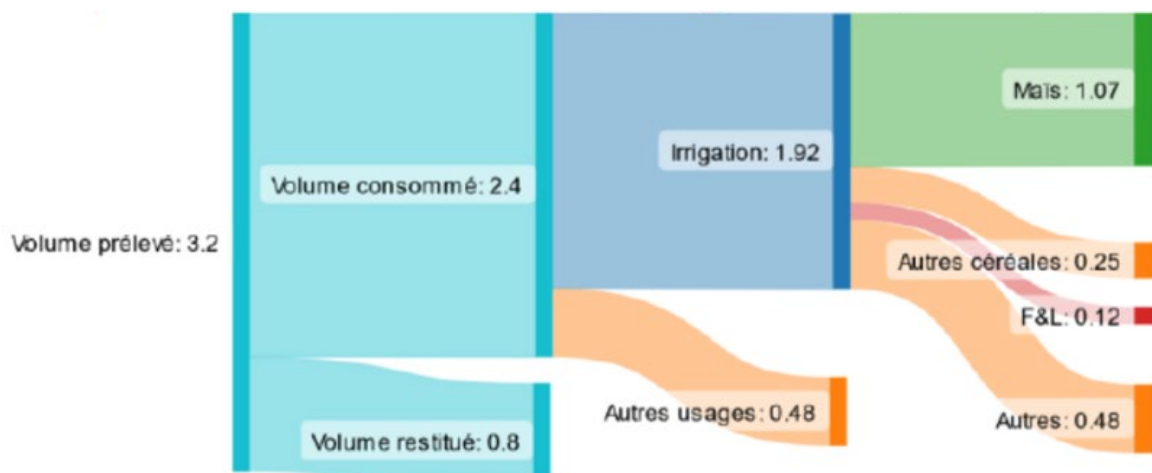 Maïs: 1.07
Irrigation: 1.92
Volume consommé: 2.4
Volume prélevé: 3.2
Autres céréales: 0.25
F&L: 0.12
Autres usages: 0.48
Autres: 0.48
Volume restitué: 0.8